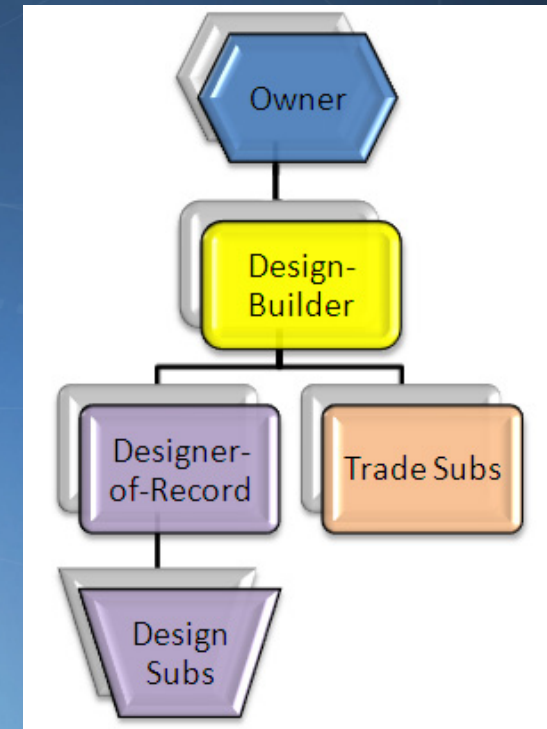 Owner
Design-
Builder
Designer-
of-Record
Trade Subs
Design
Subs